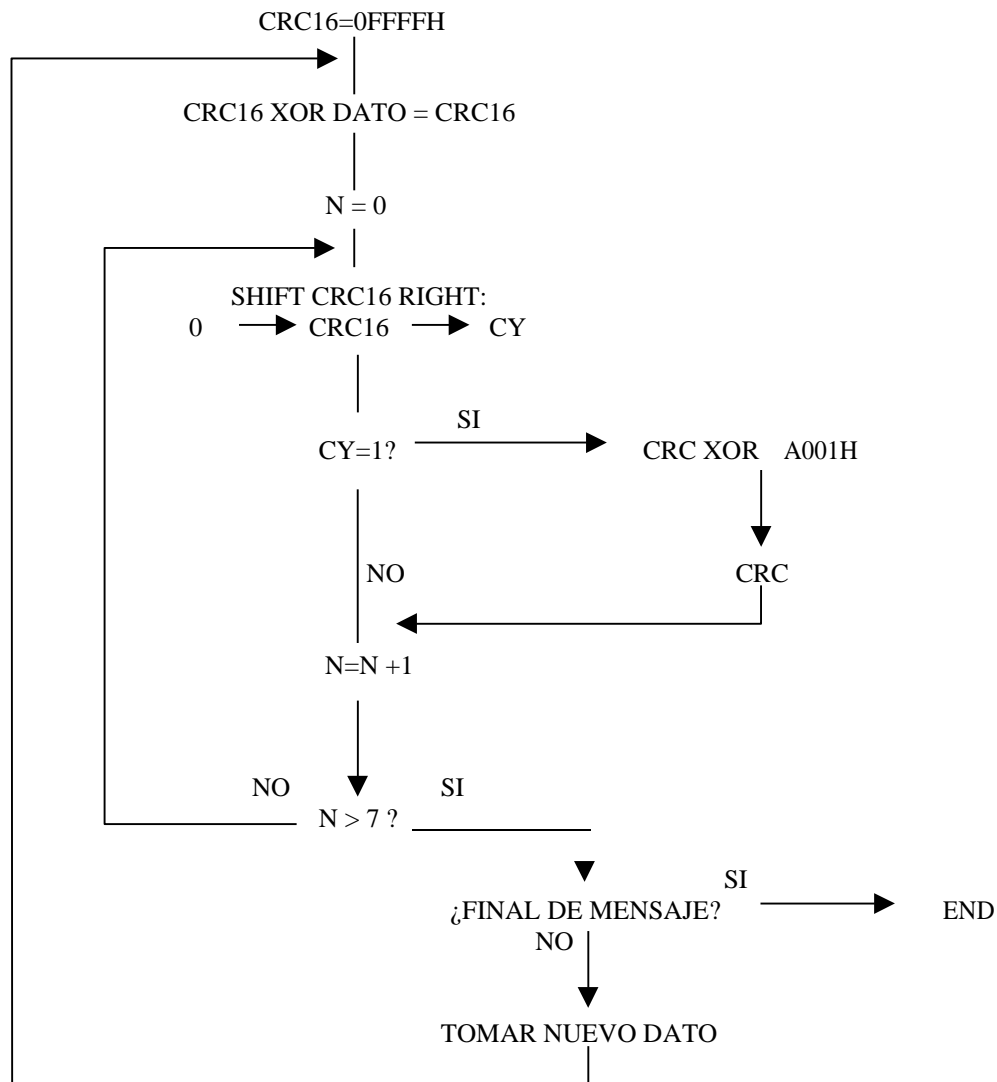 CRC16=0FFFFH
CRC16 XOR DATO = CRC16
N = 0
SHIFT CRC16 RIGHT:
0 CRC16 CY
SI
CY=1? CRC XOR A001H
NO CRC
N=N +1
NO SI
N > 7 ?
SI
¿FINAL DE MENSAJE? END
NO
TOMAR NUEVO DATO